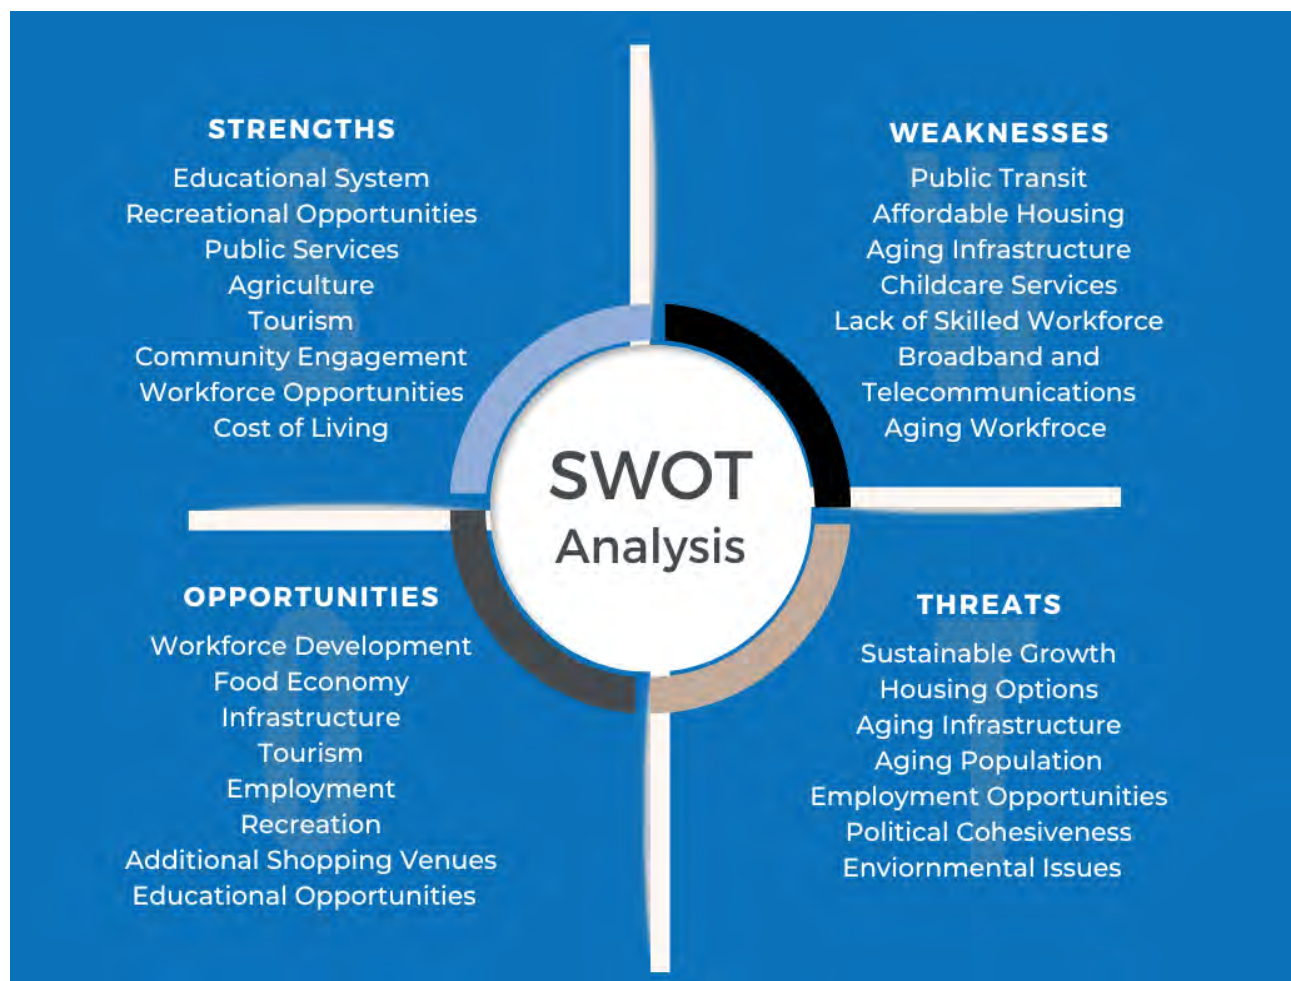 STRENGTHS
Educational System
Recreational Opportunities
Public Services
Agriculture
Tourism
Community Engagement
Workforce Opportunities
Cost of Living
WEAKNESSES
Public Transit
Affordable Housing
Aging Infrastructure
Childcare Services
Lack of Skilled Workforce
Broadband and
Telecommunications
Aging Workfroce
SWOT
Analysis
OPPORTUNITIES
Workforce Development
Food Economy
Infrastructure
Tourism
Employment
Recreation
Additional Shopping Venues
Educational Opportunities
THREATS
Sustainable Growth
Housing Options
Aging Infrastructure
Aging Population
Employment Opportunities
Political Cohesiveness
Enviornmental Issues